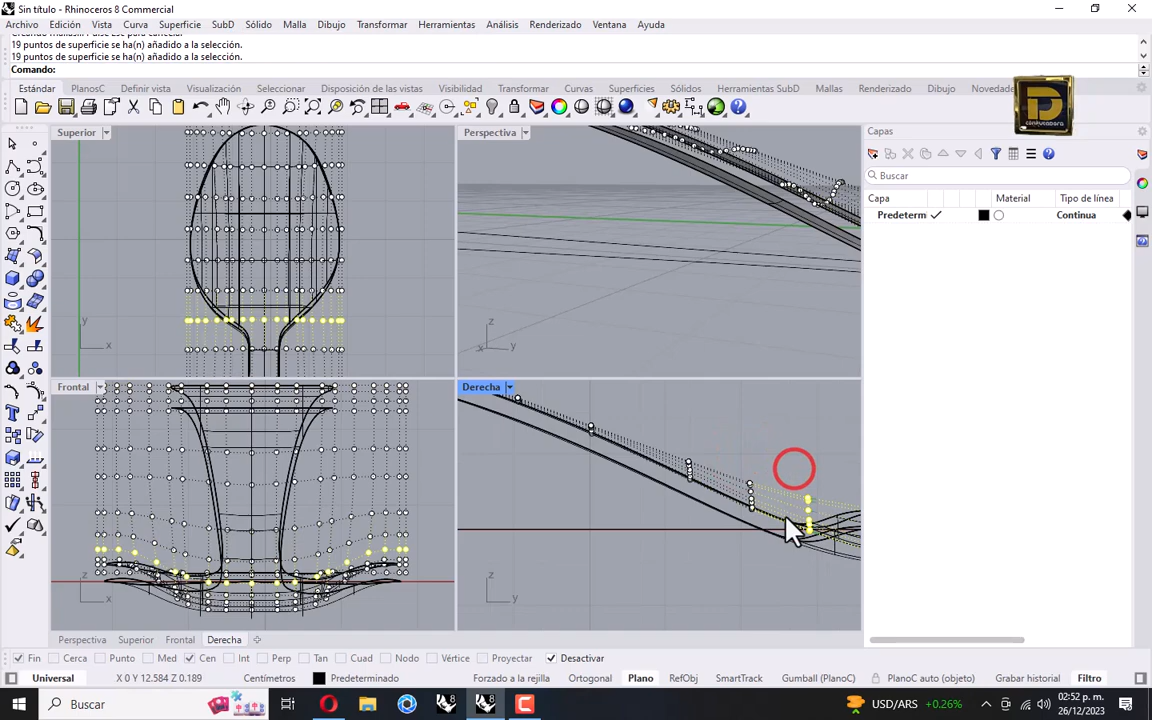 Sin título - Rhinoceros 8 Commercial
Archivo Edición Vista Curva Superficie SubD Sólido Malla Dibujo Transformar Herramientas Análisis Renderizado Ventana Ayuda
19 puntos de superficie se ha(n) añadido a la selección.
19 puntos de superficie se ha(n) añadido a la selección.
Comando:
Estándar PlanosC Definir vista Visualización Seleccionar Disposición de las vistas Visibilidad Transformar Curvas Superficies Sólidos Herramientas SubD Mallas Renderizado Dibujo Novedade
D
Superior
Perspectiva
Capas
Buscar
Capa Material Tipo de línea
Predeterm Continua
y
x
z
x y
Frontal
Derecha
z
x
z
y
Perspectiva Superior Frontal Derecha
Fin Cerca Punto Med Cen Int Perp Tan Cuad Nodo Vértice Proyectar Desactivar
Universal X 0 Y 12.584 Z 0.189 Centímetros Predeterminado Forzado a la rejilla Ortogonal Plano RefObj SmartTrack Gumball (PlanoC) PlanoC auto (objeto) Grabar historial Filtro
Buscar
USD/ARS +0.26%
02:52 p. m.
26/12/2023